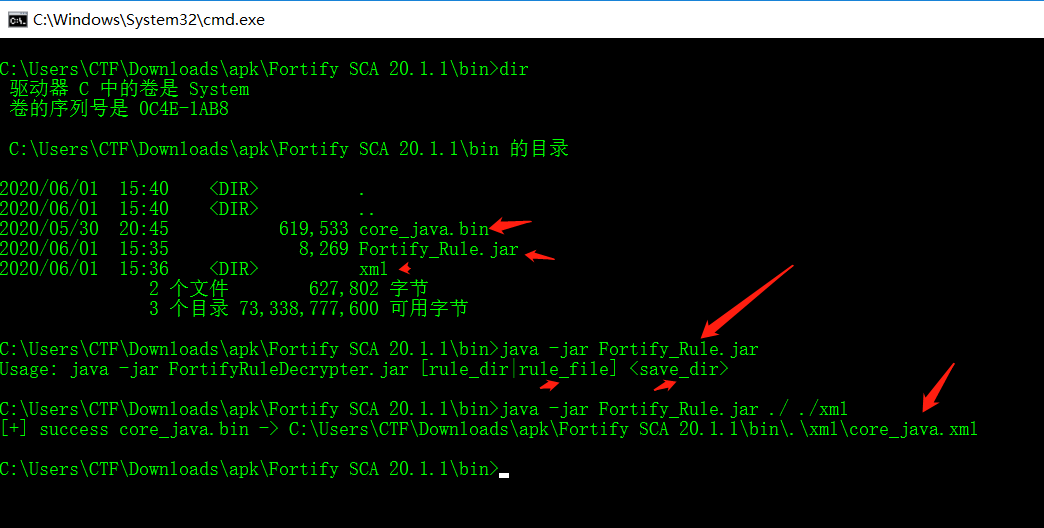 C:\Windows\System32\cmd.exe
C:\Users\CTF\Downloads\apk\Fortify SCA 20.1.1\bin>dir
驱动器 C 中的卷是 System
卷的序列号是 0C4E-1AB8
C:\Users\CTF\Downloads\apk\Fortify SCA 20.1.1\bin 的目录
2020/06/01  15:40    <DIR>          .
2020/06/01  15:40    <DIR>          ..
2020/05/30  20:45           619,533 core_java.bin
2020/06/01  15:35             8,269 Fortify_Rule.jar
2020/06/01  15:36    <DIR>          xml
2 个文件        627,802 字节
3 个目录 73,338,777,600 可用字节
C:\Users\CTF\Downloads\apk\Fortify SCA 20.1.1\bin>java -jar Fortify_Rule.jar
Usage: java -jar FortifyRuleDecrypter.jar [rule_dir|rule_file] <save_dir>
C:\Users\CTF\Downloads\apk\Fortify SCA 20.1.1\bin>java -jar Fortify_Rule.jar ./ ./xml
[+] success core_java.bin -> C:\Users\CTF\Downloads\apk\Fortify SCA 20.1.1\bin\.\xml\core_java.xml
C:\Users\CTF\Downloads\apk\Fortify SCA 20.1.1\bin>